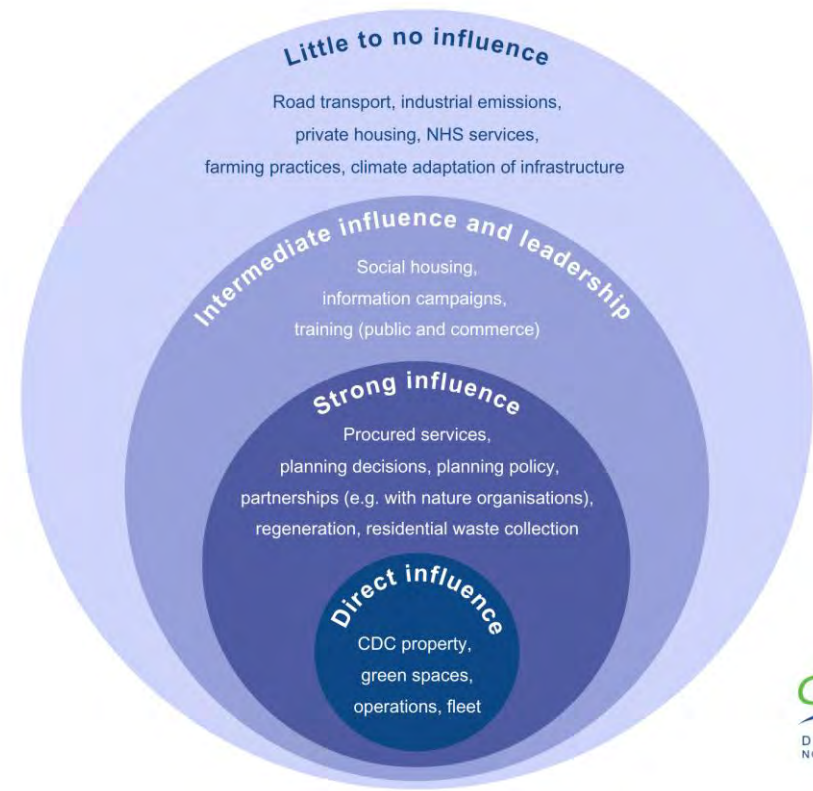 Little to no influence
Road transport, industrial emissions,
private housing, NHS services,
farming practices, climate adaptation of infrastructure
Intermediate influence and leadership
Social housing,
information campaigns,
training (public and commerce)
Strong influence
Procured services,
planning decisions, planning policy,
partnerships (e.g. with nature organisations),
regeneration, residential waste collection
Direct influence
CDC property,
green spaces,
operations, fleet